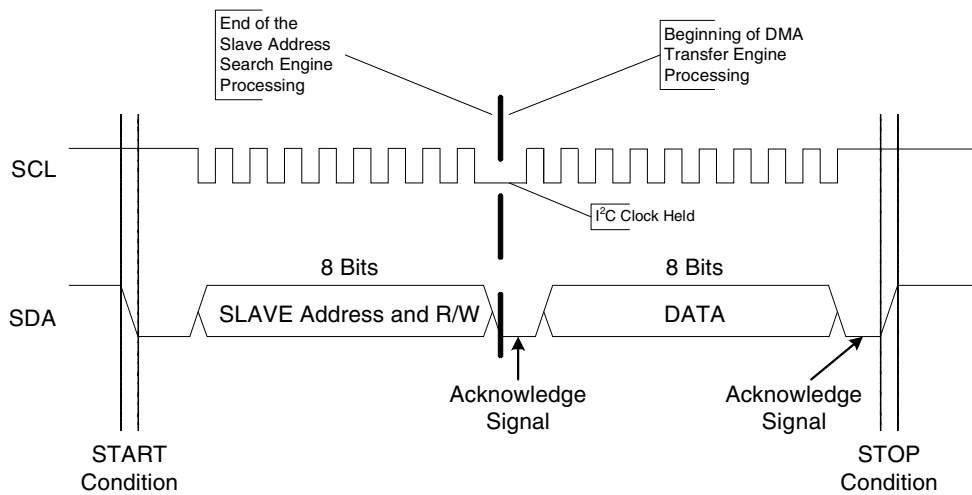 End of the
Slave Address
Search Engine
Processing
Beginning of DMA
Transfer Engine
Processing
SCL
I²C Clock Held
8 Bits
8 Bits
SDA
SLAVE Address and R/W
DATA
Acknowledge
Signal
Acknowledge
Signal
START
Condition
STOP
Condition